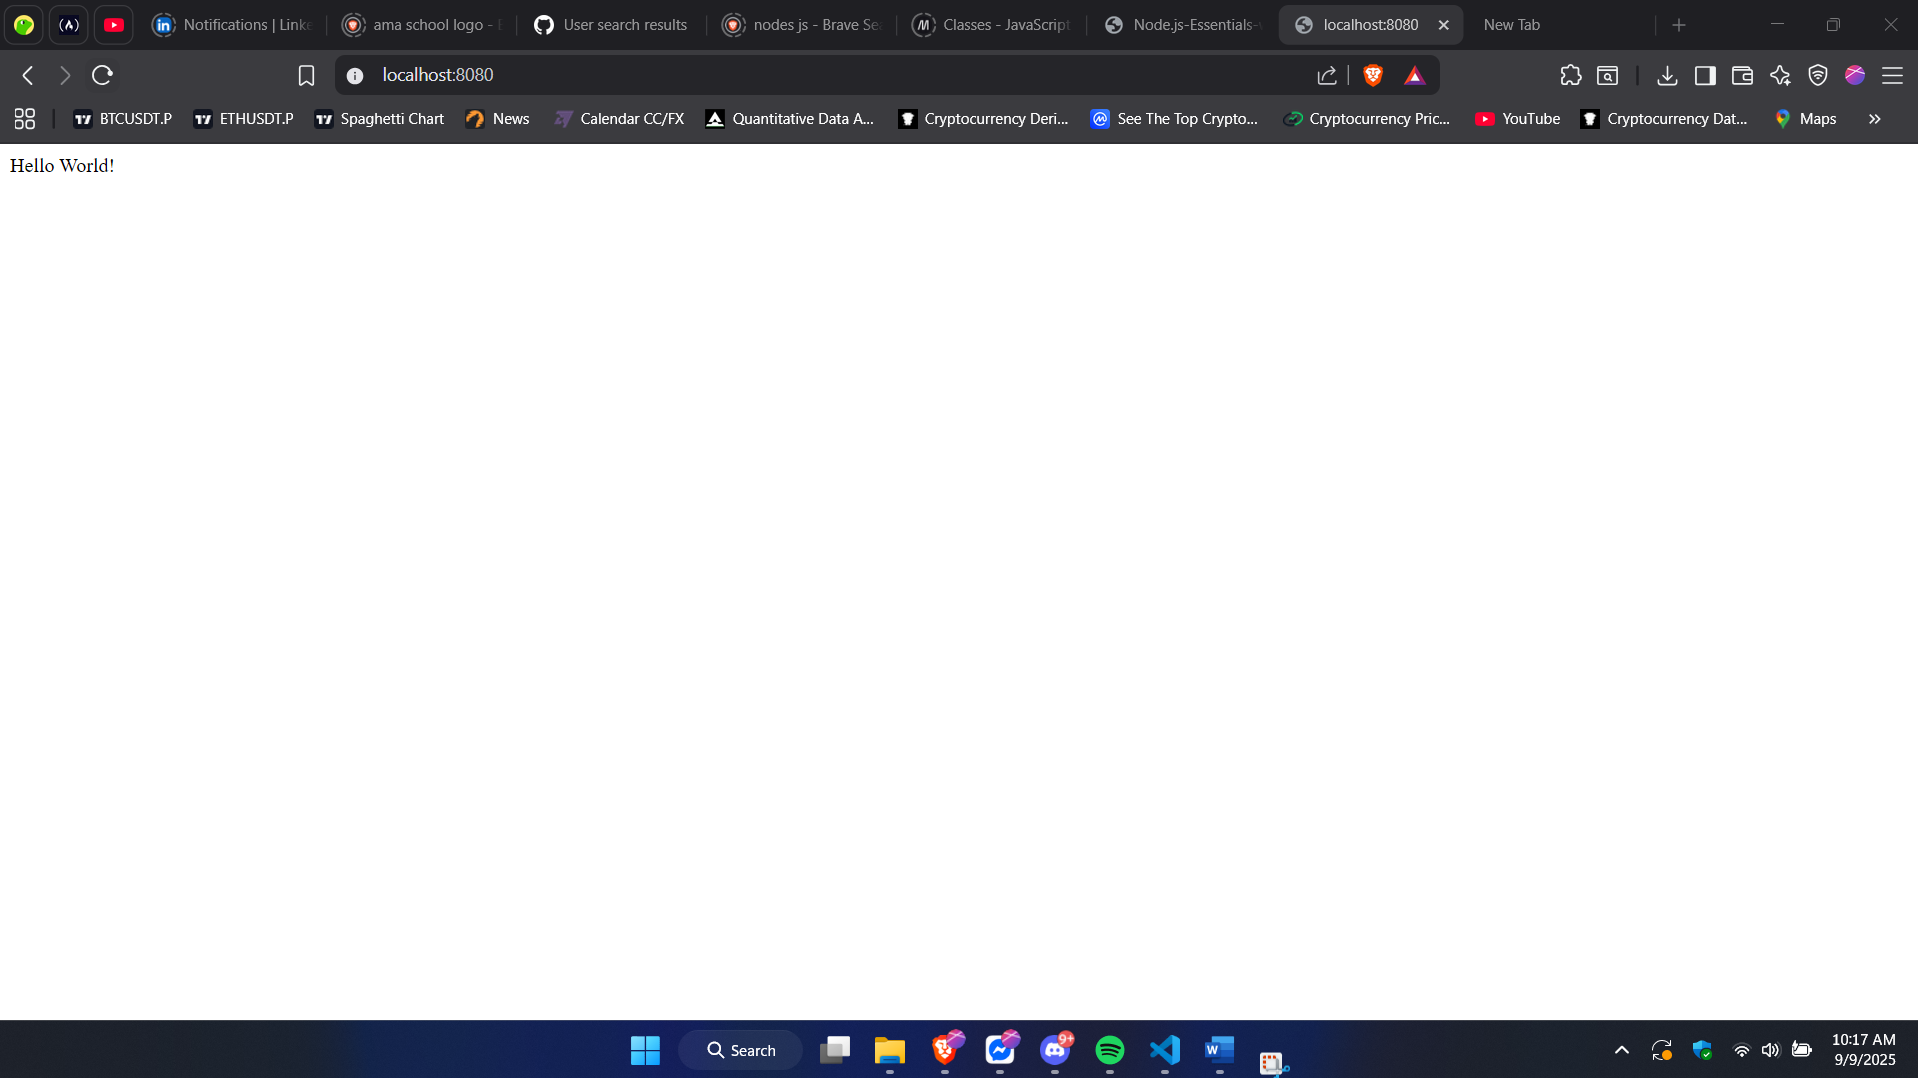 Notifications | Linke
ama school logo - B
User search results
nodes js - Brave Sea
Classes - JavaScript
Node.js-Essentials-
localhost:8080
New Tab
localhost:8080
BTCUSDT.P
ETHUSDT.P
Spaghetti Chart
News
Calendar CC/FX
Quantitative Data A...
Cryptocurrency Deri...
See The Top Crypto...
Cryptocurrency Pric...
YouTube
Cryptocurrency Dat...
Maps
Hello World!
Search
9+
10:17 AM
9/9/2025